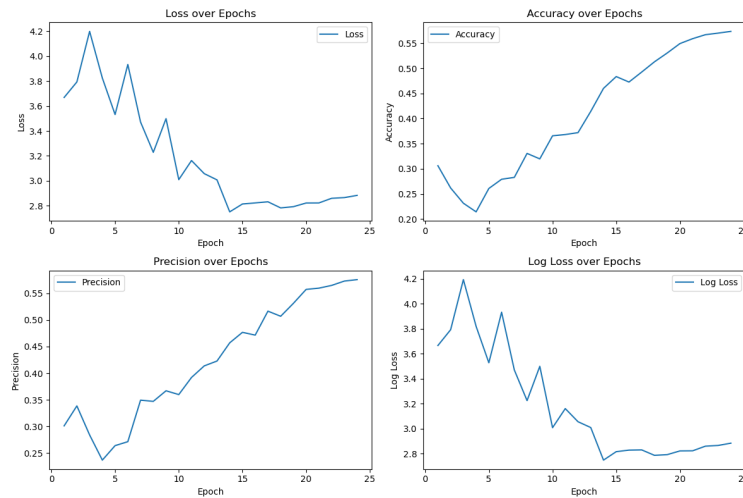 Loss over Epochs
Loss
4.2
4.0
3.8
3.6
3.4
3.2
3.0
2.8
Loss
0 5 10 15 20 25
Epoch
Accuracy over Epochs
Accuracy
0.55
0.50
0.45
0.40
0.35
0.30
0.25
0.20
Accuracy
0 5 10 15 20 25
Epoch
Precision over Epochs
Precision
0.55
0.50
0.45
0.40
0.35
0.30
0.25
Precision
0 5 10 15 20 25
Epoch
Log Loss over Epochs
Log Loss
4.2
4.0
3.8
3.6
3.4
3.2
3.0
2.8
Log Loss
0 5 10 15 20 25
Epoch